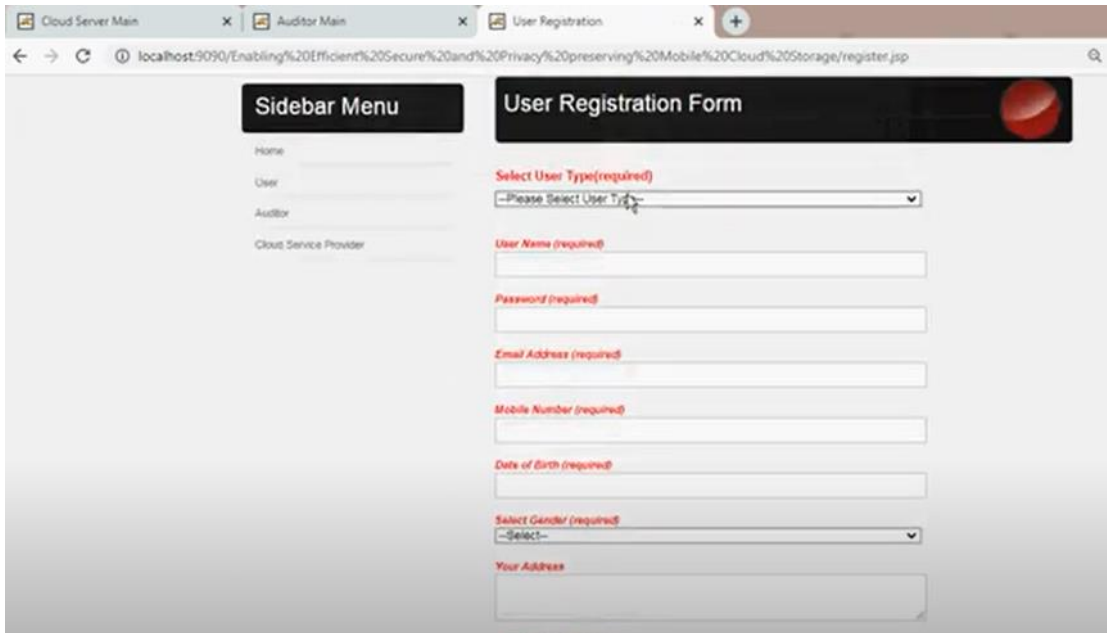 Cloud Server Main
Auditor Main
User Registration
localhost:9090/Enabling%20Efficient%20Secure%20and%20Privacy%20preserving%20Mobile%20Cloud%20Storage/register.jsp
Sidebar Menu
Home
User
Auditor
Cloud Service Provider
User Registration Form
Select User Type(required)
--Please Select User Type--
User Name (required)
Password (required)
Email Address (required)
Mobile Number (required)
Date of Birth (required)
Select Gender (required)
--Select--
Your Address